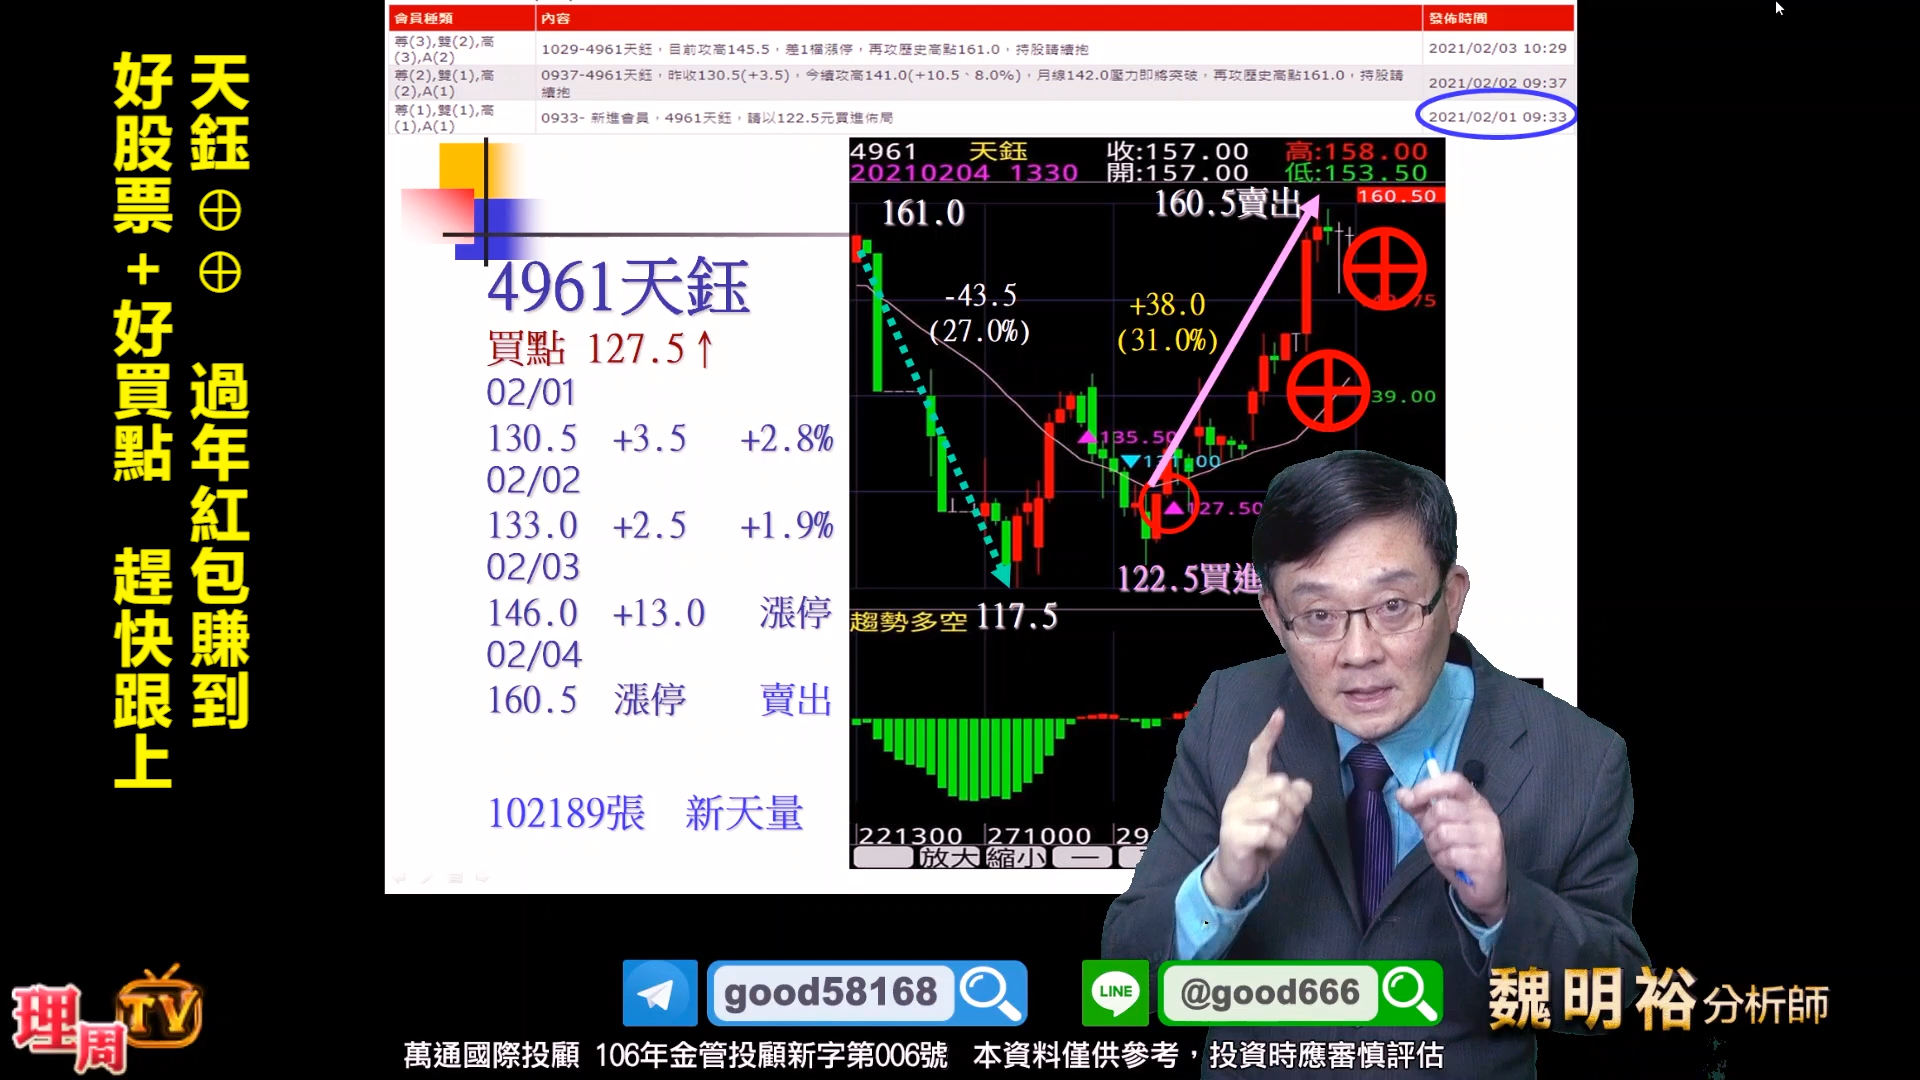 天鈺⊕⊕ 過年紅包賺到
好股票+好買點 趕快跟上
會員種類 內容 發佈時間
尊(3),雙(2),高(3),A(2) 1029-4961天鈺，目前攻高145.5，差1檔漲停，再攻歷史高點161.0，持股請續抱 2021/02/03 10:29
尊(2),雙(1),高(2),A(1) 0937-4961天鈺，昨收130.5(+3.5)，今續攻高141.0(+10.5、8.0%)，月線142.0壓力即將突破，再攻歷史高點161.0，持股請續抱 2021/02/02 09:37
尊(1),雙(1),高(1),A(1) 0933- 新進會員，4961天鈺，請以122.5元買進佈局 2021/02/01 09:33
4961天鈺
買點 127.5↑
02/01
130.5 +3.5 +2.8%
02/02
133.0 +2.5 +1.9%
02/03
146.0 +13.0 漲停
02/04
160.5 漲停 賣出
102189張 新天量
4961 天鈺 收:157.00 高:158.00
20210204 1330 開:157.00 低:153.50
161.0 160.5賣出 160.50
-43.5 (27.0%)
+38.0 (31.0%)
39.00
135.50
127.50
122.5買進
117.5
趨勢多空
221300 271000
放大 縮小 一
理周TV
good58168
LINE @good666
魏明裕 分析師
萬通國際投顧 106年金管投顧新字第006號 本資料僅供參考，投資時應審慎評估